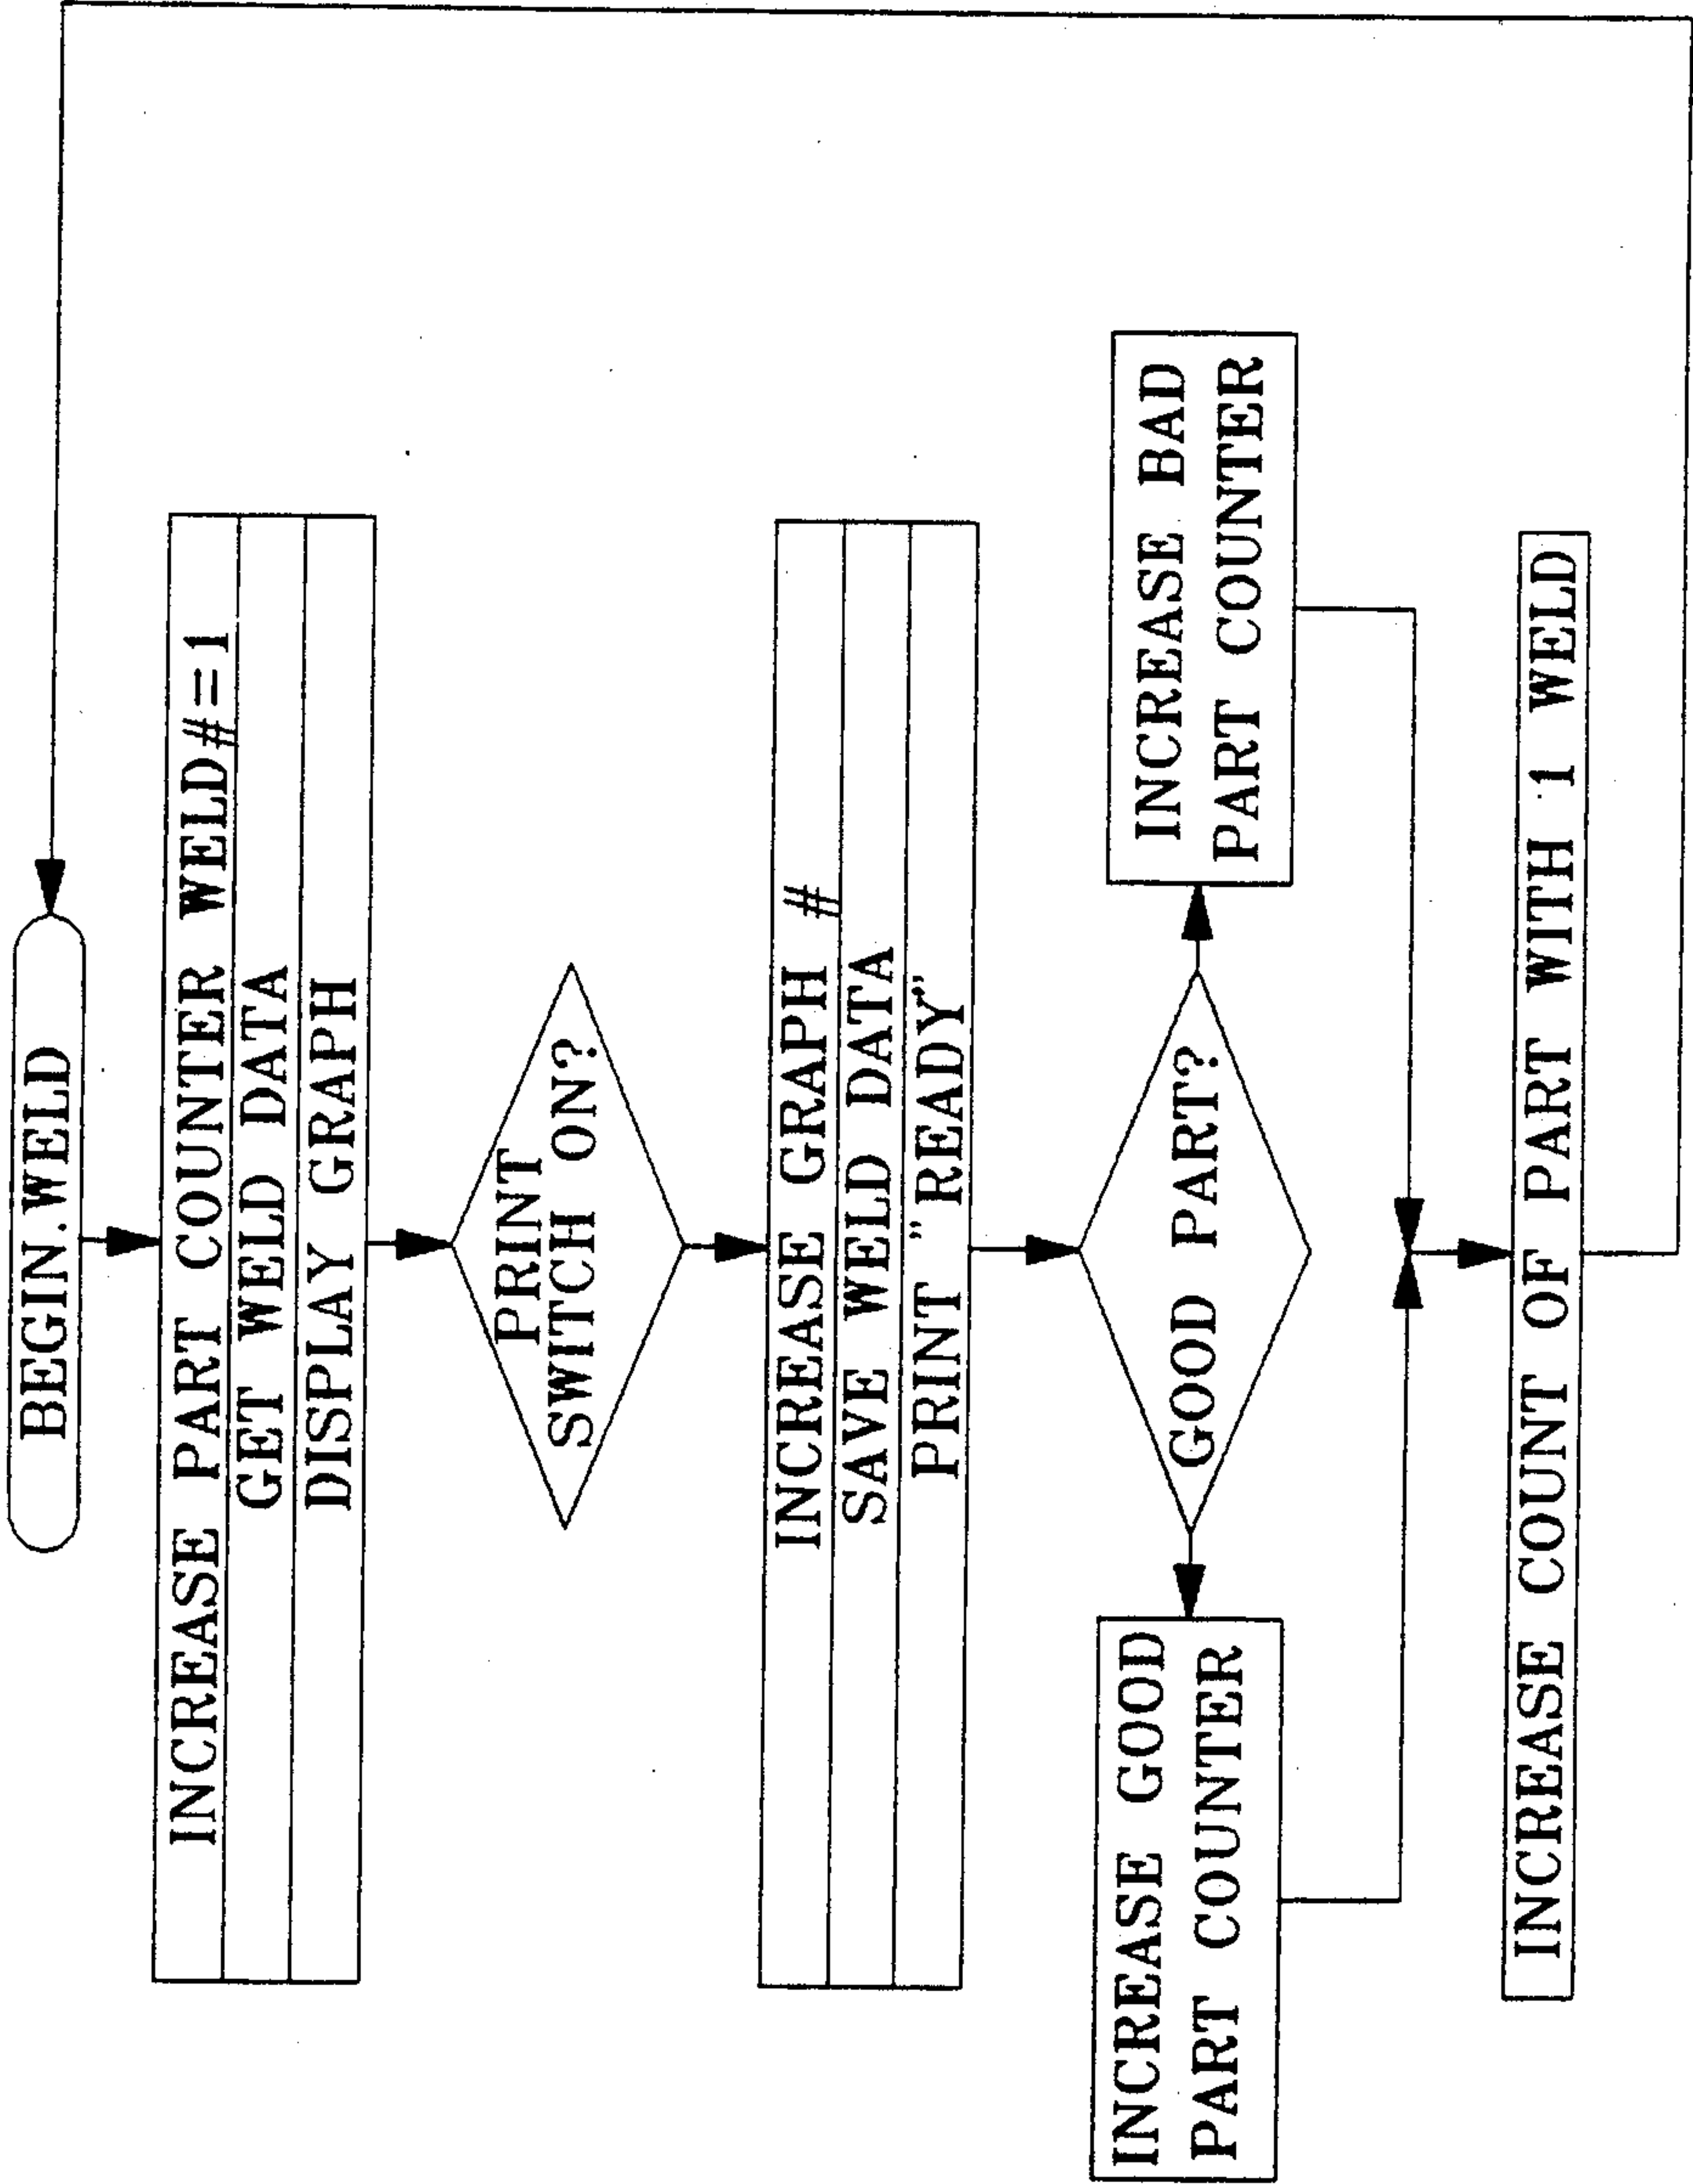 BEGIN.WELD
INCREASE PART COUNTER WELD#=1
GET WELD DATA
DISPLAY GRAPH
PRINT
SWITCH ON?
INCREASE GRAPH #
SAVE WELD DATA
PRINT "READY"
GOOD PART?
INCREASE GOOD
PART COUNTER
INCREASE BAD
PART COUNTER
INCREASE COUNT OF PART WITH 1 WELD